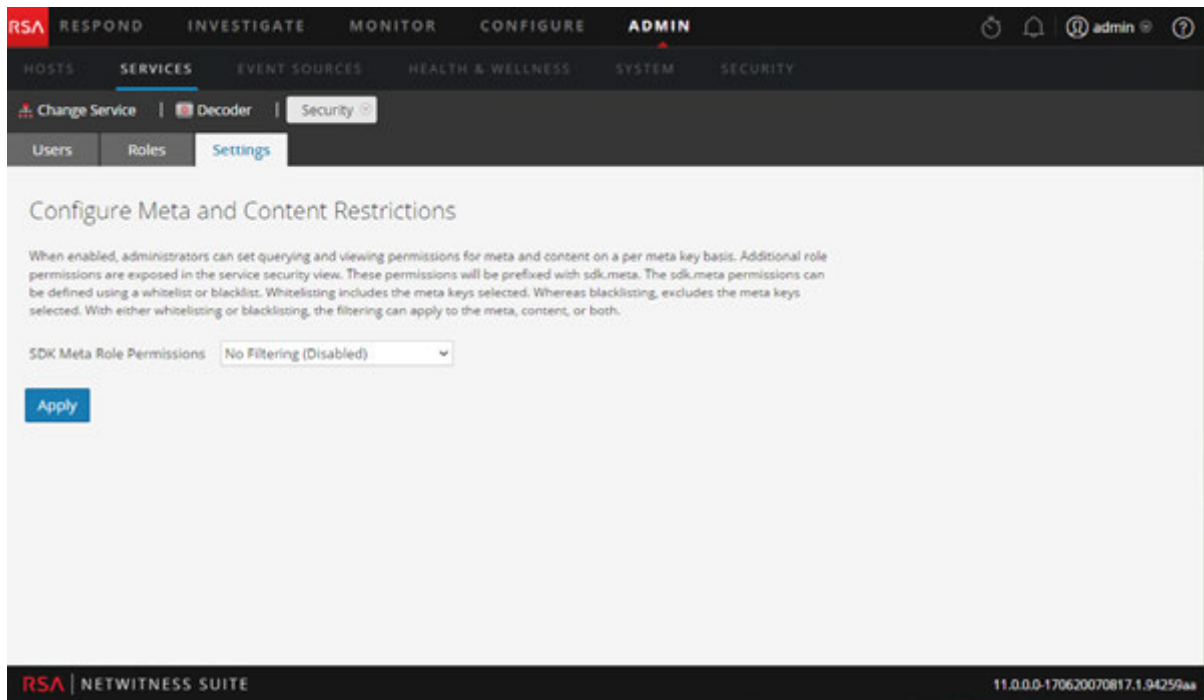 RSA RESPOND INVESTIGATE MONITOR CONFIGURE ADMIN admin
HOSTS SERVICES EVENT SOURCES HEALTH & WELLNESS SYSTEM SECURITY
Change Service | Decoder | Security
Users Roles Settings
Configure Meta and Content Restrictions
When enabled, administrators can set querying and viewing permissions for meta and content on a per meta key basis. Additional role
permissions are exposed in the service security view. These permissions will be prefixed with sdk.meta. The sdk.meta permissions can
be defined using a whitelist or blacklist. Whitelisting includes the meta keys selected. Whereas blacklisting, excludes the meta keys
selected. With either whitelisting or blacklisting, the filtering can apply to the meta, content, or both.
SDK Meta Role Permissions No Filtering (Disabled)
Apply
RSA | NETWITNESS SUITE 11.0.0.0-170620070817.1.94259aa